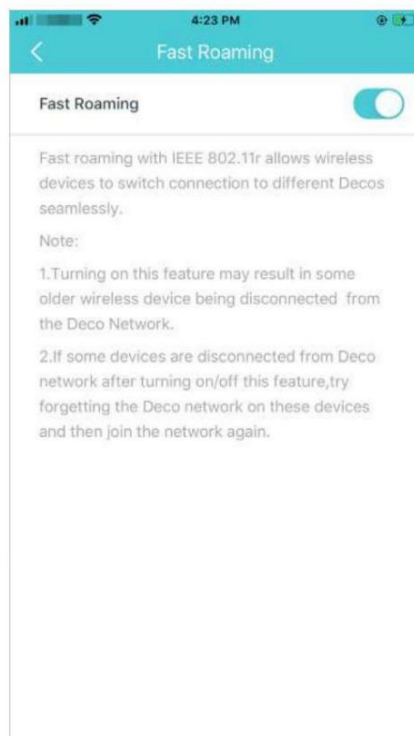 4:23 PM
Fast Roaming
Fast Roaming
Fast roaming with IEEE 802.11r allows wireless
devices to switch connection to different Decos
seamlessly.
Note:
1.Turning on this feature may result in some
older wireless device being disconnected from
the Deco Network.
2.If some devices are disconnected from Deco
network after turning on/off this feature,try
forgetting the Deco network on these devices
and then join the network again.